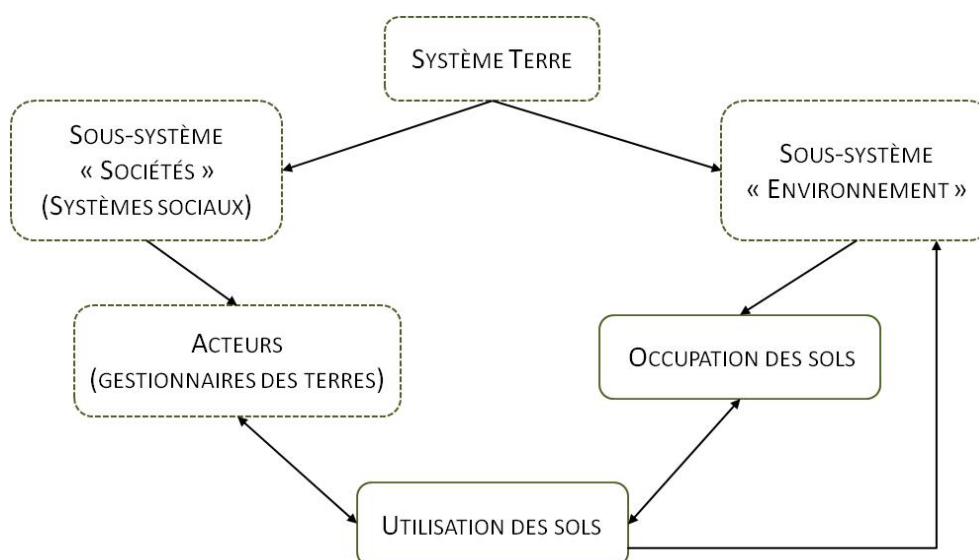 SYSTÈME TERRE
SOUS-SYSTÈME
« SOCIÉTÉS »
(SYSTÈMES SOCIAUX)
SOUS-SYSTÈME
« ENVIRONNEMENT »
ACTEURS
(GESTIONNAIRES DES TERRES)
OCCUPATION DES SOLS
UTILISATION DES SOLS